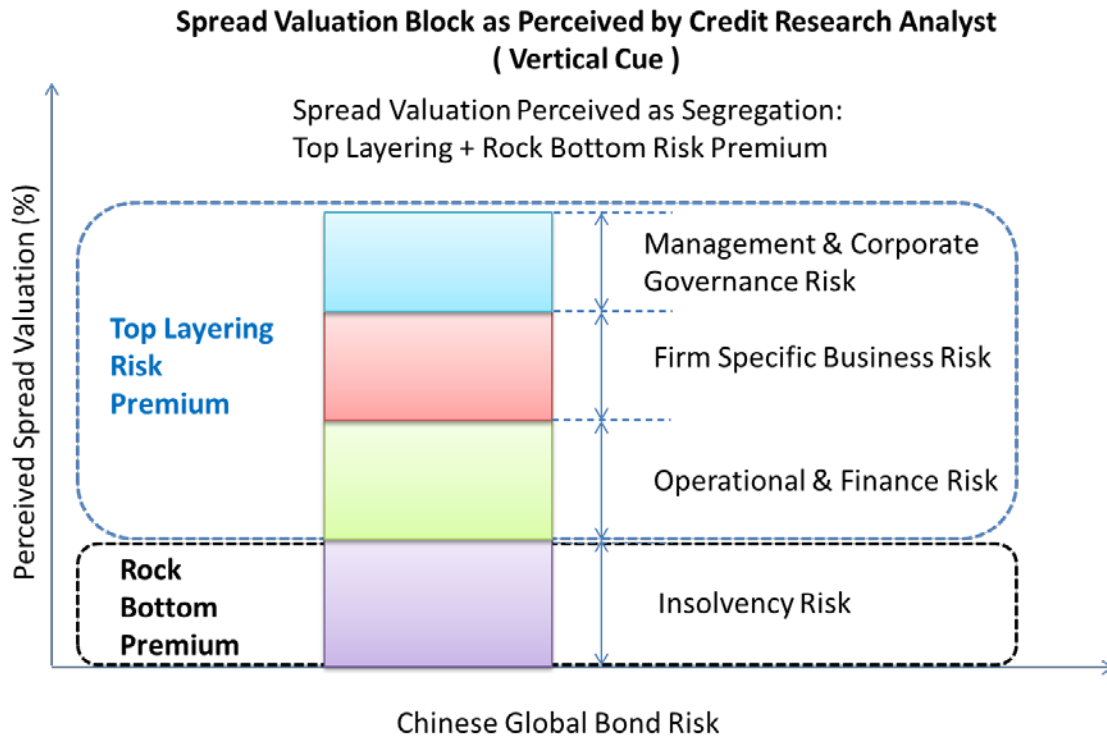 Spread Valuation Block as Perceived by Credit Research Analyst
( Vertical Cue )
Spread Valuation Perceived as Segregation:
Top Layering + Rock Bottom Risk Premium
Perceived Spread Valuation (%)
Management & Corporate
Governance Risk
Top Layering
Risk
Premium
Firm Specific Business Risk
Operational & Finance Risk
Rock
Bottom
Premium
Insolvency Risk
Chinese Global Bond Risk